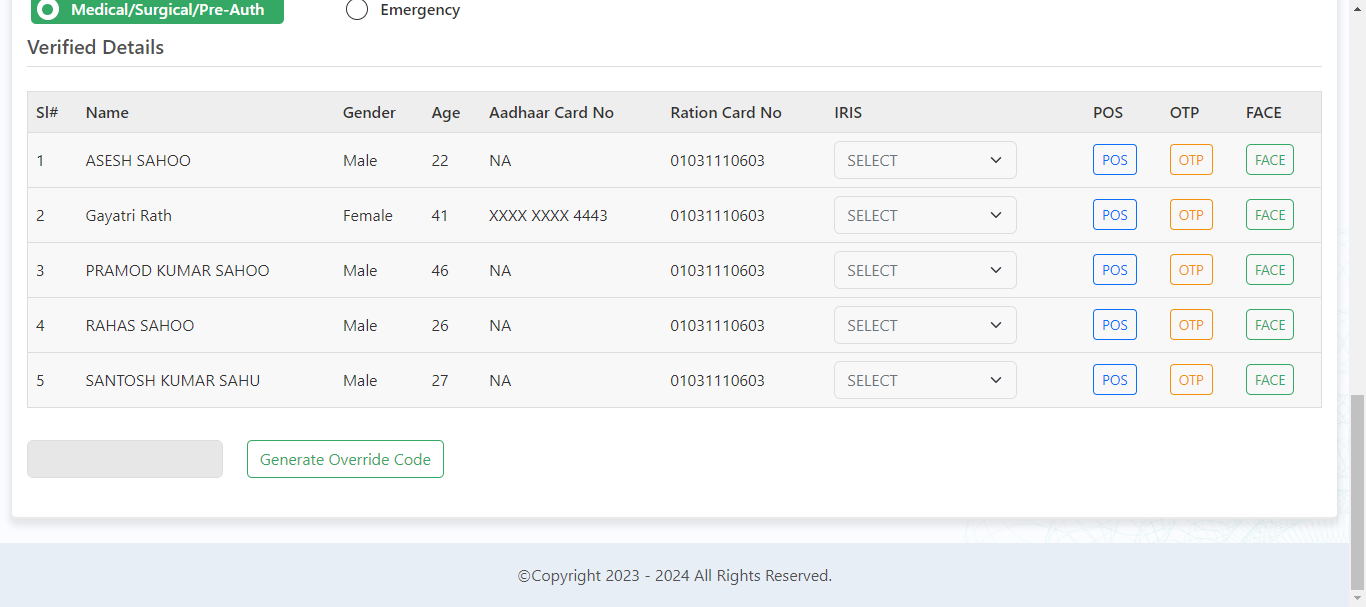 Medical/Surgical/Pre-Auth Emergency
Verified Details
Sl# Name Gender Age Aadhaar Card No Ration Card No IRIS POS OTP FACE
1 ASESH SAHOO Male 22 NA 01031110603 SELECT POS OTP FACE
2 Gayatri Rath Female 41 XXXX XXXX 4443 01031110603 SELECT POS OTP FACE
3 PRAMOD KUMAR SAHOO Male 46 NA 01031110603 SELECT POS OTP FACE
4 RAHAS SAHOO Male 26 NA 01031110603 SELECT POS OTP FACE
5 SANTOSH KUMAR SAHU Male 27 NA 01031110603 SELECT POS OTP FACE
Generate Override Code
©Copyright 2023 - 2024 All Rights Reserved.